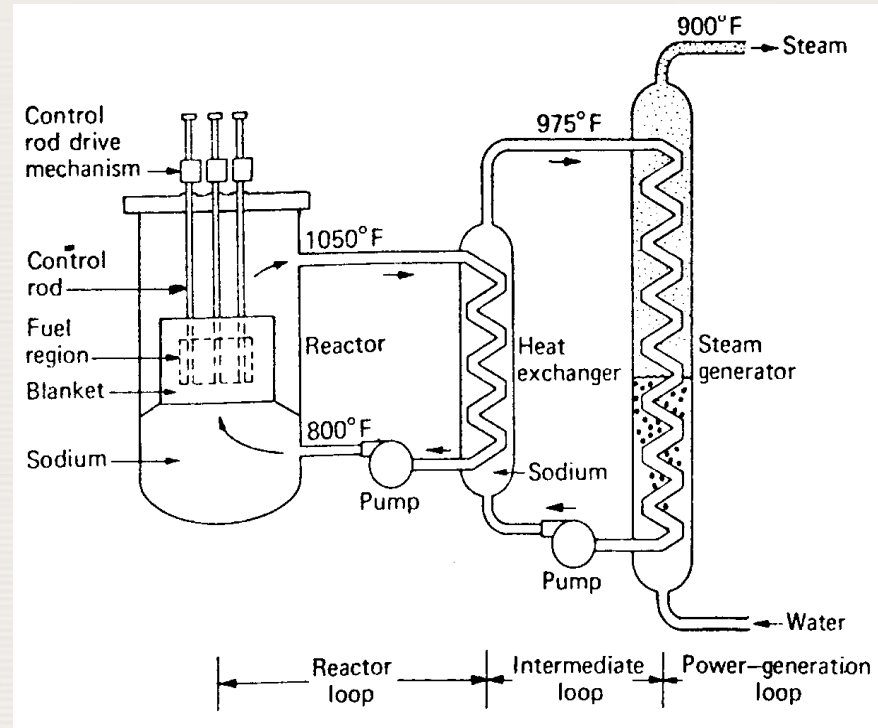 900°F
Steam
Control
rod drive
mechanism
975°F
1050°F
Control
rod
Fuel
region
Reactor
Heat
exchanger
Steam
generator
Blanket
800°F
Sodium
Sodium
Pump
Pump
Water
Reactor
loop
Intermediate
loop
Power-generation
loop